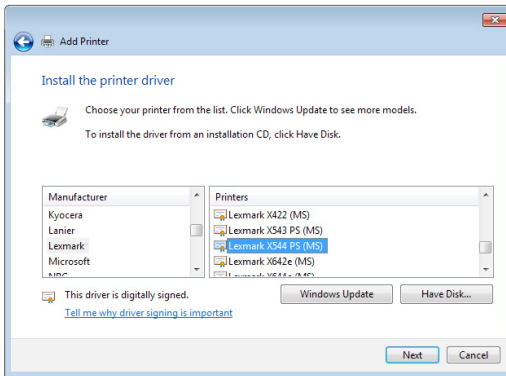 Add Printer
Install the printer driver
Choose your printer from the list. Click Windows Update to see more models.
To install the driver from an installation CD, click Have Disk.
Manufacturer
Kyocera
Lanier
Lexmark
Microsoft
Printers
Lexmark X422 (MS)
Lexmark X543 PS (MS)
Lexmark X544 PS (MS)
Lexmark X642e (MS)
This driver is digitally signed.
Tell me why driver signing is important
Windows Update
Have Disk...
Next
Cancel